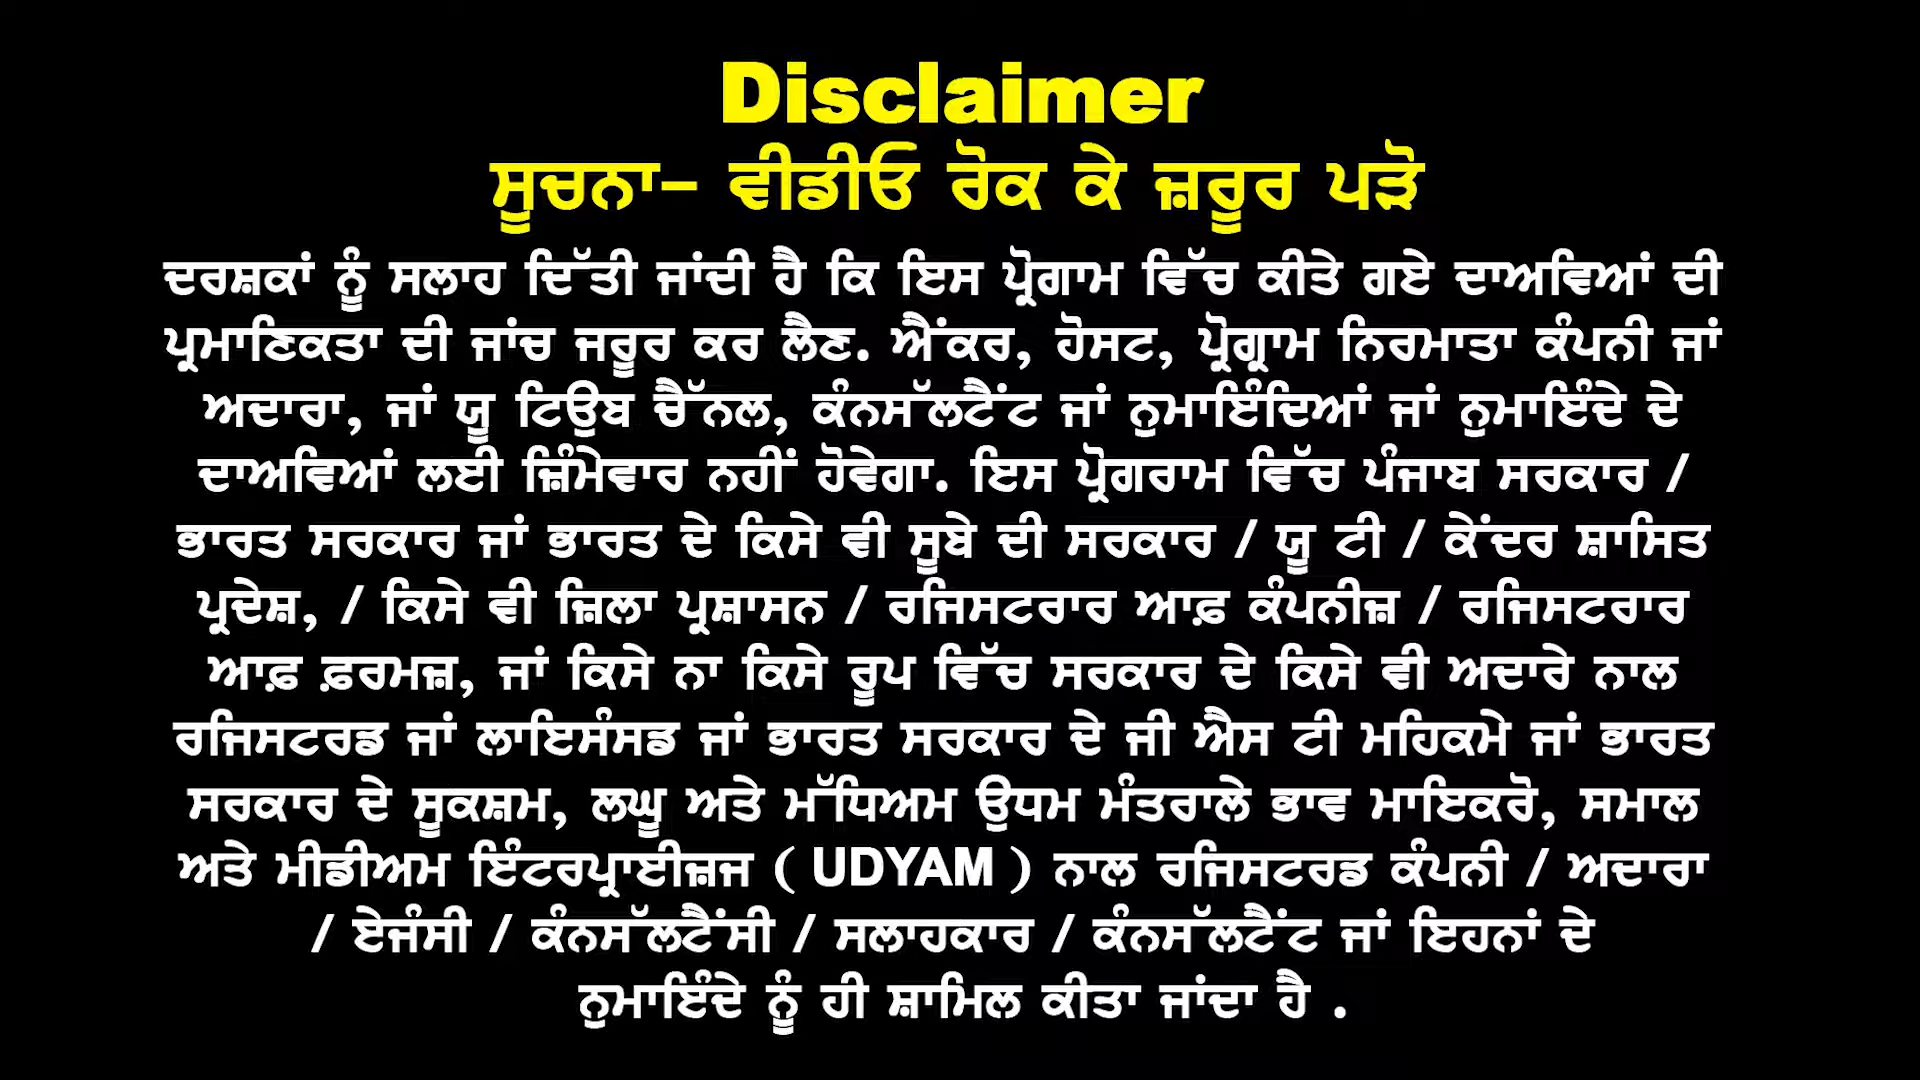 Disclaimer
ਸੂਚਨਾ- ਵੀਡੀਓ ਰੋਕ ਕੇ ਜ਼ਰੂਰ ਪੜੋ
ਦਰਸ਼ਕਾਂ ਨੂੰ ਸਲਾਹ ਦਿੱਤੀ ਜਾਂਦੀ ਹੈ ਕਿ ਇਸ ਪ੍ਰੋਗਾਮ ਵਿੱਚ ਕੀਤੇ ਗਏ ਦਾਅਵਿਆਂ ਦੀ
ਪ੍ਰਮਾਣਿਕਤਾ ਦੀ ਜਾਂਚ ਜਰੂਰ ਕਰ ਲੈਣ. ਐਂਕਰ, ਹੋਸਟ, ਪ੍ਰੋਗ੍ਰਾਮ ਨਿਰਮਾਤਾ ਕੰਪਨੀ ਜਾਂ
ਅਦਾਰਾ, ਜਾਂ ਯੂ ਟਿਉਬ ਚੈੱਨਲ, ਕੰਨਸੱਲਟੈਂਟ ਜਾਂ ਨੁਮਾਇੰਦਿਆਂ ਜਾਂ ਨੁਮਾਇੰਦੇ ਦੇ
ਦਾਅਵਿਆਂ ਲਈ ਜ਼ਿੰਮੇਵਾਰ ਨਹੀਂ ਹੋਵੇਗਾ. ਇਸ ਪ੍ਰੋਗਰਾਮ ਵਿੱਚ ਪੰਜਾਬ ਸਰਕਾਰ /
ਭਾਰਤ ਸਰਕਾਰ ਜਾਂ ਭਾਰਤ ਦੇ ਕਿਸੇ ਵੀ ਸੂਬੇ ਦੀ ਸਰਕਾਰ / ਯੂ ਟੀ / ਕੇਂਦਰ ਸ਼ਾਸਿਤ
ਪ੍ਰਦੇਸ਼, / ਕਿਸੇ ਵੀ ਜ਼ਿਲਾ ਪ੍ਰਸ਼ਾਸਨ / ਰਜਿਸਟਰਾਰ ਆਫ਼ ਕੰਪਨੀਜ਼ / ਰਜਿਸਟਰਾਰ
ਆਫ਼ ਫ਼ਰਮਜ਼, ਜਾਂ ਕਿਸੇ ਨਾ ਕਿਸੇ ਰੂਪ ਵਿੱਚ ਸਰਕਾਰ ਦੇ ਕਿਸੇ ਵੀ ਅਦਾਰੇ ਨਾਲ
ਰਜਿਸਟਰਡ ਜਾਂ ਲਾਇਸੰਸਡ ਜਾਂ ਭਾਰਤ ਸਰਕਾਰ ਦੇ ਜੀ ਐਸ ਟੀ ਮਹਿਕਮੇ ਜਾਂ ਭਾਰਤ
ਸਰਕਾਰ ਦੇ ਸੂਕਸ਼ਮ, ਲਘੂ ਅਤੇ ਮੱਧਿਅਮ ਉਧਮ ਮੰਤਰਾਲੇ ਭਾਵ ਮਾਇਕਰੋ, ਸਮਾਲ
ਅਤੇ ਮੀਡੀਅਮ ਇੰਟਰਪ੍ਰਾਈਜ਼ਜ ( UDYAM ) ਨਾਲ ਰਜਿਸਟਰਡ ਕੰਪਨੀ / ਅਦਾਰਾ
/ ਏਜੰਸੀ / ਕੰਨਸੱਲਟੈਂਸੀ / ਸਲਾਹਕਾਰ / ਕੰਨਸੱਲਟੈਂਟ ਜਾਂ ਇਹਨਾਂ ਦੇ
ਨੁਮਾਇੰਦੇ ਨੂੰ ਹੀ ਸ਼ਾਮਿਲ ਕੀਤਾ ਜਾਂਦਾ ਹੈ .